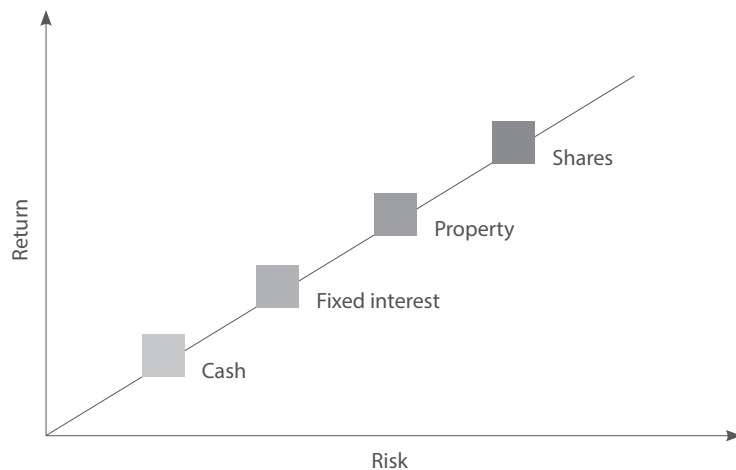 Return
Shares
Property
Fixed interest
Cash
Risk